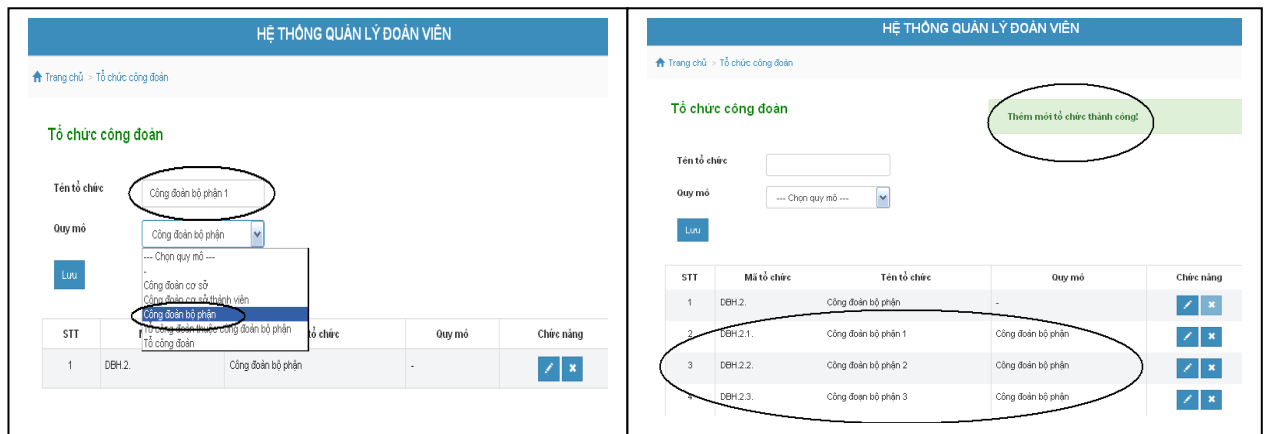 HỆ THỐNG QUẢN LÝ ĐOÀN VIÊN
Trang chủ > Tổ chức công đoàn
Tổ chức công đoàn
Tên tổ chức
Công đoàn bộ phận 1
Quy mô
Công đoàn bộ phận
--- Chọn quy mô ---
-
Công đoàn cơ sở
Công đoàn cơ sở thành viên
Công đoàn bộ phận
Tổ công đoàn thuộc công đoàn bộ phận
Tổ công đoàn
Lưu
STT tổ chức Quy mô Chức năng
1 DBH.2. Công đoàn bộ phận -
HỆ THỐNG QUẢN LÝ ĐOÀN VIÊN
Trang chủ > Tổ chức công đoàn
Tổ chức công đoàn
Thêm mới tổ chức thành công!
Tên tổ chức
Quy mô
--- Chọn quy mô ---
Lưu
STT Mã tổ chức Tên tổ chức Quy mô Chức năng
1 DBH.2. Công đoàn bộ phận -
2 DBH.2.1. Công đoàn bộ phận 1 Công đoàn bộ phận
3 DBH.2.2. Công đoàn bộ phận 2 Công đoàn bộ phận
4 DBH.2.3. Công đoạn bộ phận 3 Công đoàn bộ phận